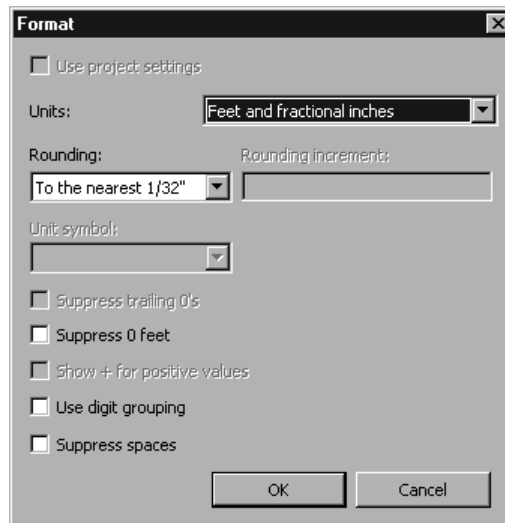 Format
Use project settings
Units: Feet and fractional inches
Rounding: Rounding increment:
To the nearest 1/32"
Unit symbol:
Suppress trailing 0's
Suppress 0 feet
Show + for positive values
Use digit grouping
Suppress spaces
OK Cancel